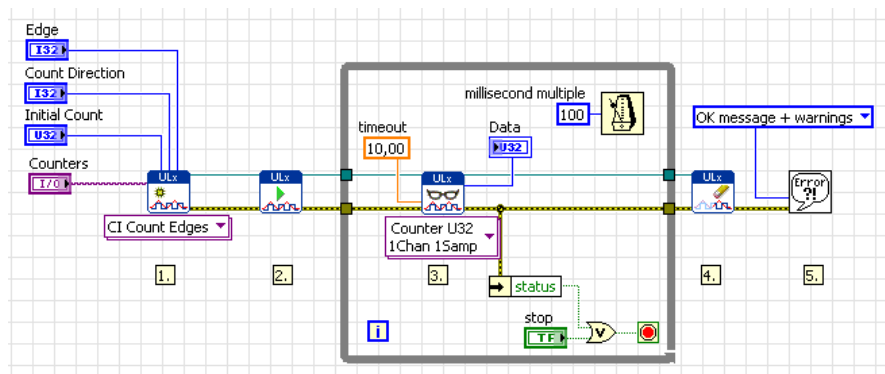 Edge
I32
Count Direction
I32
Initial Count
U32
Counters
I/O
ULx
CI Count Edges
1.
ULx
2.
timeout
10,00
millisecond multiple
100
Data
U32
ULx
Counter U32
1Chan 1Samp
3.
status
stop
TF
V
i
OK message + warnings
ULx
4.
Error
?!
5.